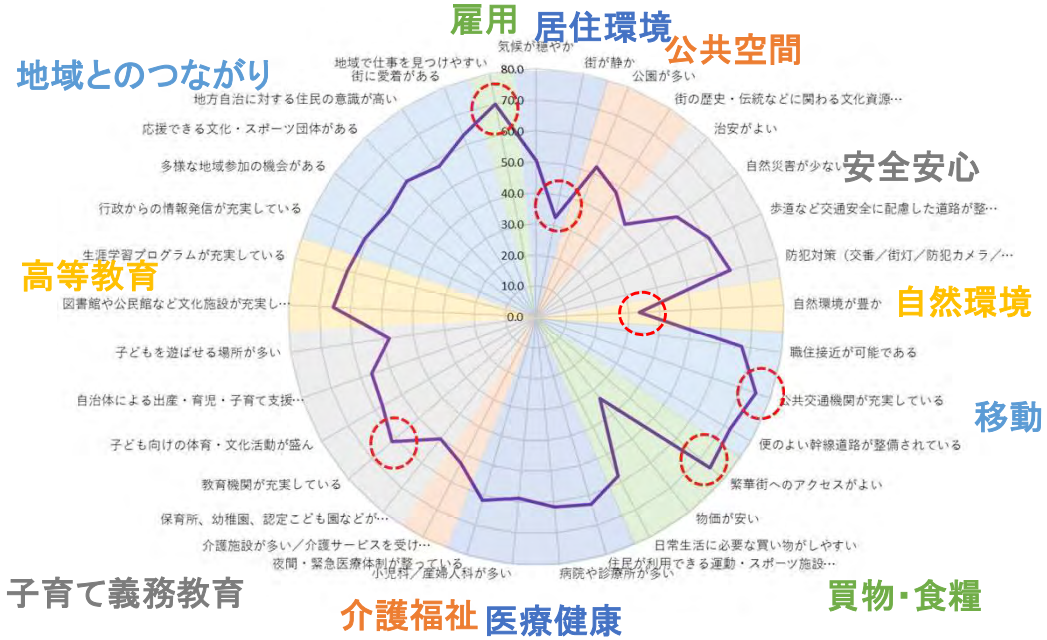 雇用
居住環境
公共空間
地域とのつながり
安全安心
高等教育
自然環境
移動
子育て義務教育
介護福祉
医療健康
買物・食糧
気候が穏やか
街が静か
公園が多い
街の歴史・伝統などに関わる文化資源…
治安がよい
自然災害が少ない
歩道など交通安全に配慮した道路が整…
防犯対策（交番／街灯／防犯カメラ／…
自然環境が豊か
職住接近が可能である
公共交通機関が充実している
便のよい幹線道路が整備されている
繁華街へのアクセスがよい
物価が安い
日常生活に必要な買い物がしやすい
住民が利用できる運動・スポーツ施設…
病院や診療所が多い
小児科／産婦人科が多い
夜間・緊急医療体制が整っている
介護施設が多い／介護サービスを受け…
保育所、幼稚園、認定こども園などが…
教育機関が充実している
子ども向けの体育・文化活動が盛ん
自治体による出産・育児・子育て支援…
子どもを遊ばせる場所が多い
図書館や公民館など文化施設が充実し…
生涯学習プログラムが充実している
行政からの情報発信が充実している
多様な地域参加の機会がある
応援できる文化・スポーツ団体がある
地方自治に対する住民の意識が高い
街に愛着がある
地域で仕事を見つけやすい
80.0
70.0
60.0
50.0
40.0
30.0
20.0
10.0
0.0